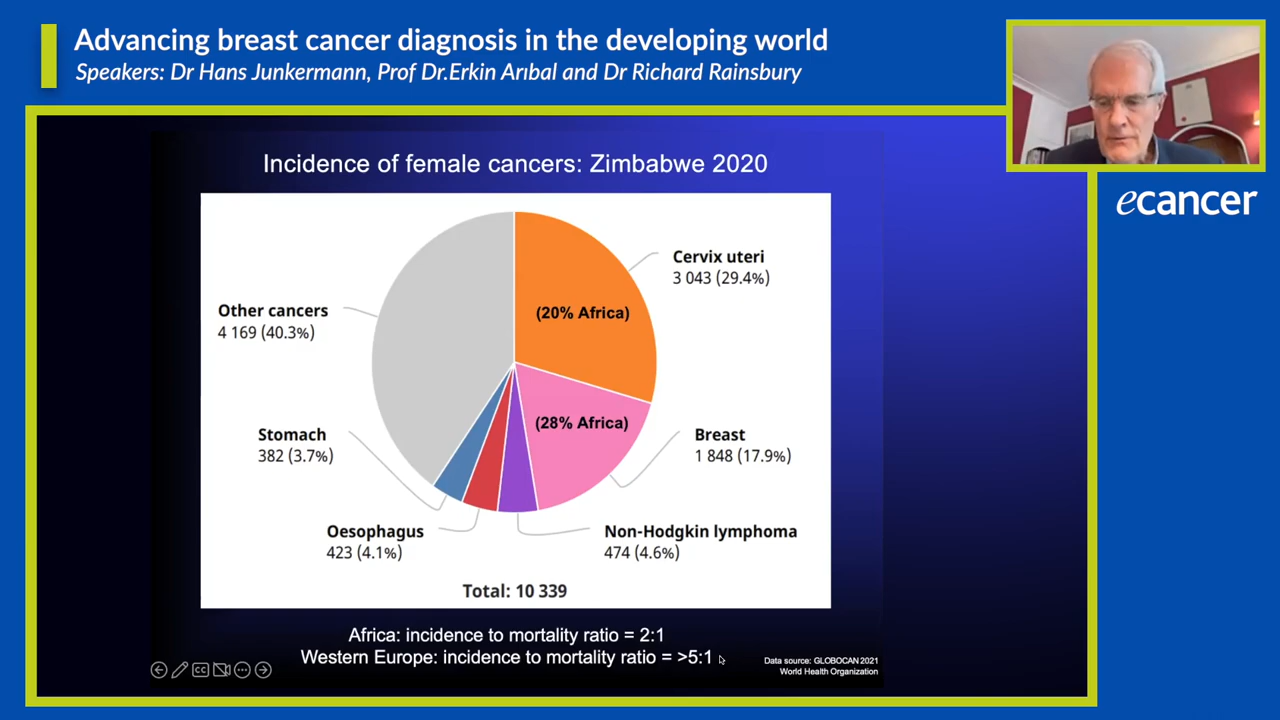 Advancing breast cancer diagnosis in the developing world
Speakers: Dr Hans Junkermann, Prof Dr.Erkin Arıbal and Dr Richard Rainsbury
ecancer
Incidence of female cancers: Zimbabwe 2020
Cervix uteri
3 043 (29.4%)
(20% Africa)
Other cancers
4 169 (40.3%)
(28% Africa)
Breast
1 848 (17.9%)
Stomach
382 (3.7%)
Oesophagus
423 (4.1%)
Non-Hodgkin lymphoma
474 (4.6%)
Total: 10 339
Africa: incidence to mortality ratio = 2:1
Western Europe: incidence to mortality ratio = >5:1
Data source: GLOBOCAN 2021
World Health Organization
CC